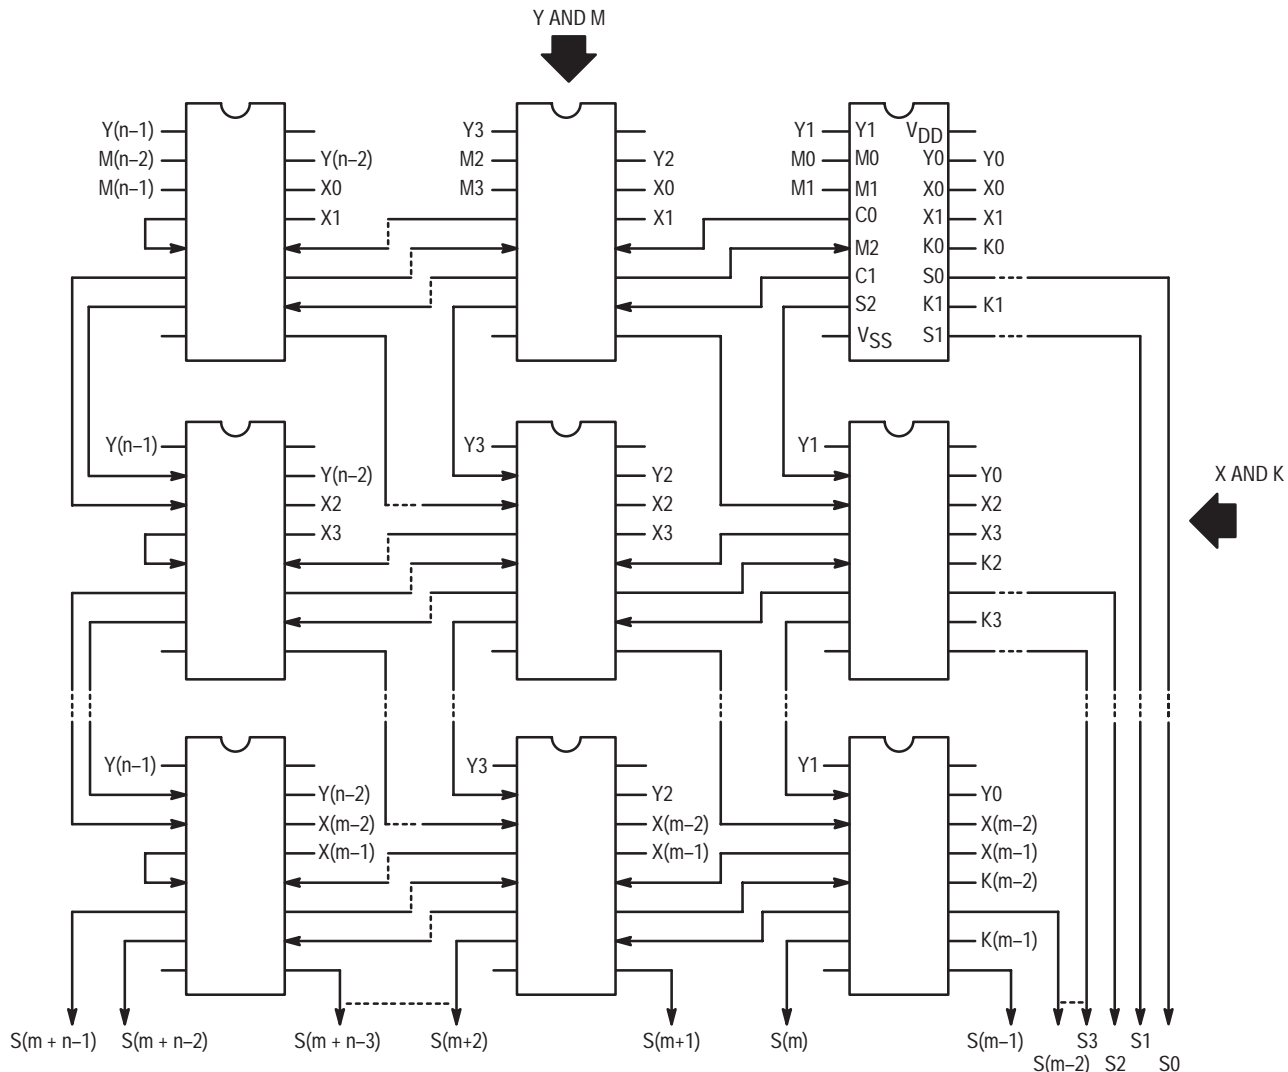 Y AND M
Y(n–1) Y3 Y1 Y1 VDD
M(n–2) Y(n–2) M2 Y2 M0 M0 Y0 Y0
M(n–1) X0 M3 X0 M1 M1 X0 X0
X1 X1 C0 X1 X1
M2 K0 K0
C1 S0
S2 K1 K1
VSS S1
Y(n–1) Y3 Y1
Y(n–2) Y2 Y0
X AND K
X2 X2 X2
X3 X3 X3
K2
K3
Y(n–1) Y3 Y1
Y(n–2) Y2 Y0
X(m–2) X(m–2) X(m–2)
X(m–1) X(m–1) X(m–1)
K(m–2)
K(m–1)
S(m + n–1) S(m + n–2) S(m + n–3) S(m+2) S(m+1) S(m) S(m–1) S3 S1
S(m–2) S2 S0